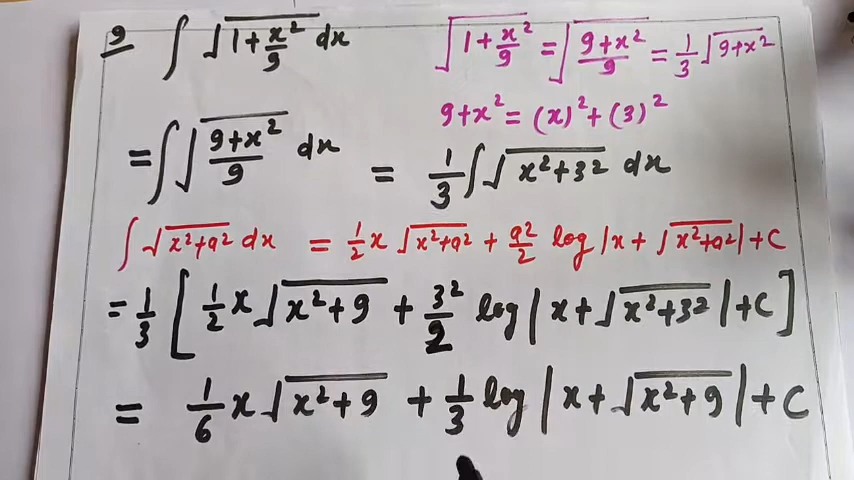 9 ∫ √(1+x²/9) dx √(1+x²/9) = √((9+x²)/9) = 1/3 √(9+x²)
9+x² = (x)² + (3)²
= ∫ √((9+x²)/9) dx = 1/3 ∫ √(x²+3²) dx
∫ √(x²+a²) dx = 1/2 x √(x²+a²) + a²/2 log |x + √(x²+a²)| + C
= 1/3 [ 1/2 x √(x²+9) + 3²/2 log | x + √(x²+3²) | + C ]
= 1/6 x √(x²+9) + 1/3 log | x + √(x²+9) | + C